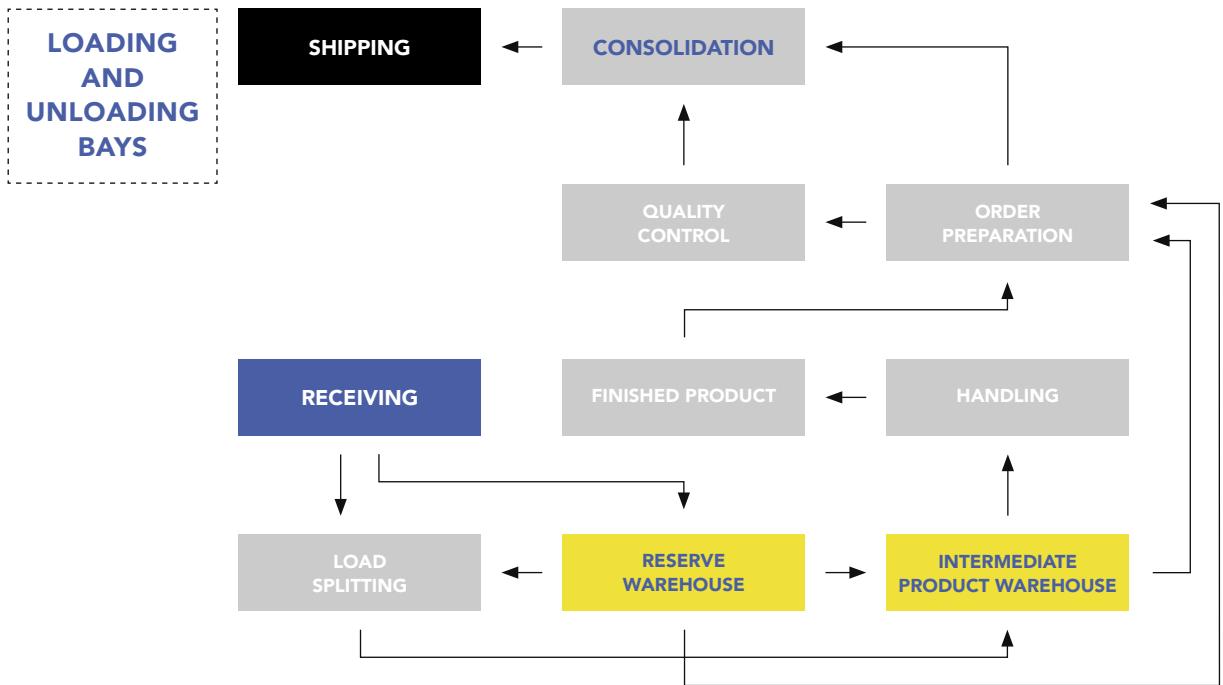 LOADING
AND
UNLOADING
BAYS
SHIPPING
CONSOLIDATION
QUALITY
CONTROL
ORDER
PREPARATION
RECEIVING
FINISHED PRODUCT
HANDLING
LOAD
SPLITTING
RESERVE
WAREHOUSE
INTERMEDIATE
PRODUCT WAREHOUSE